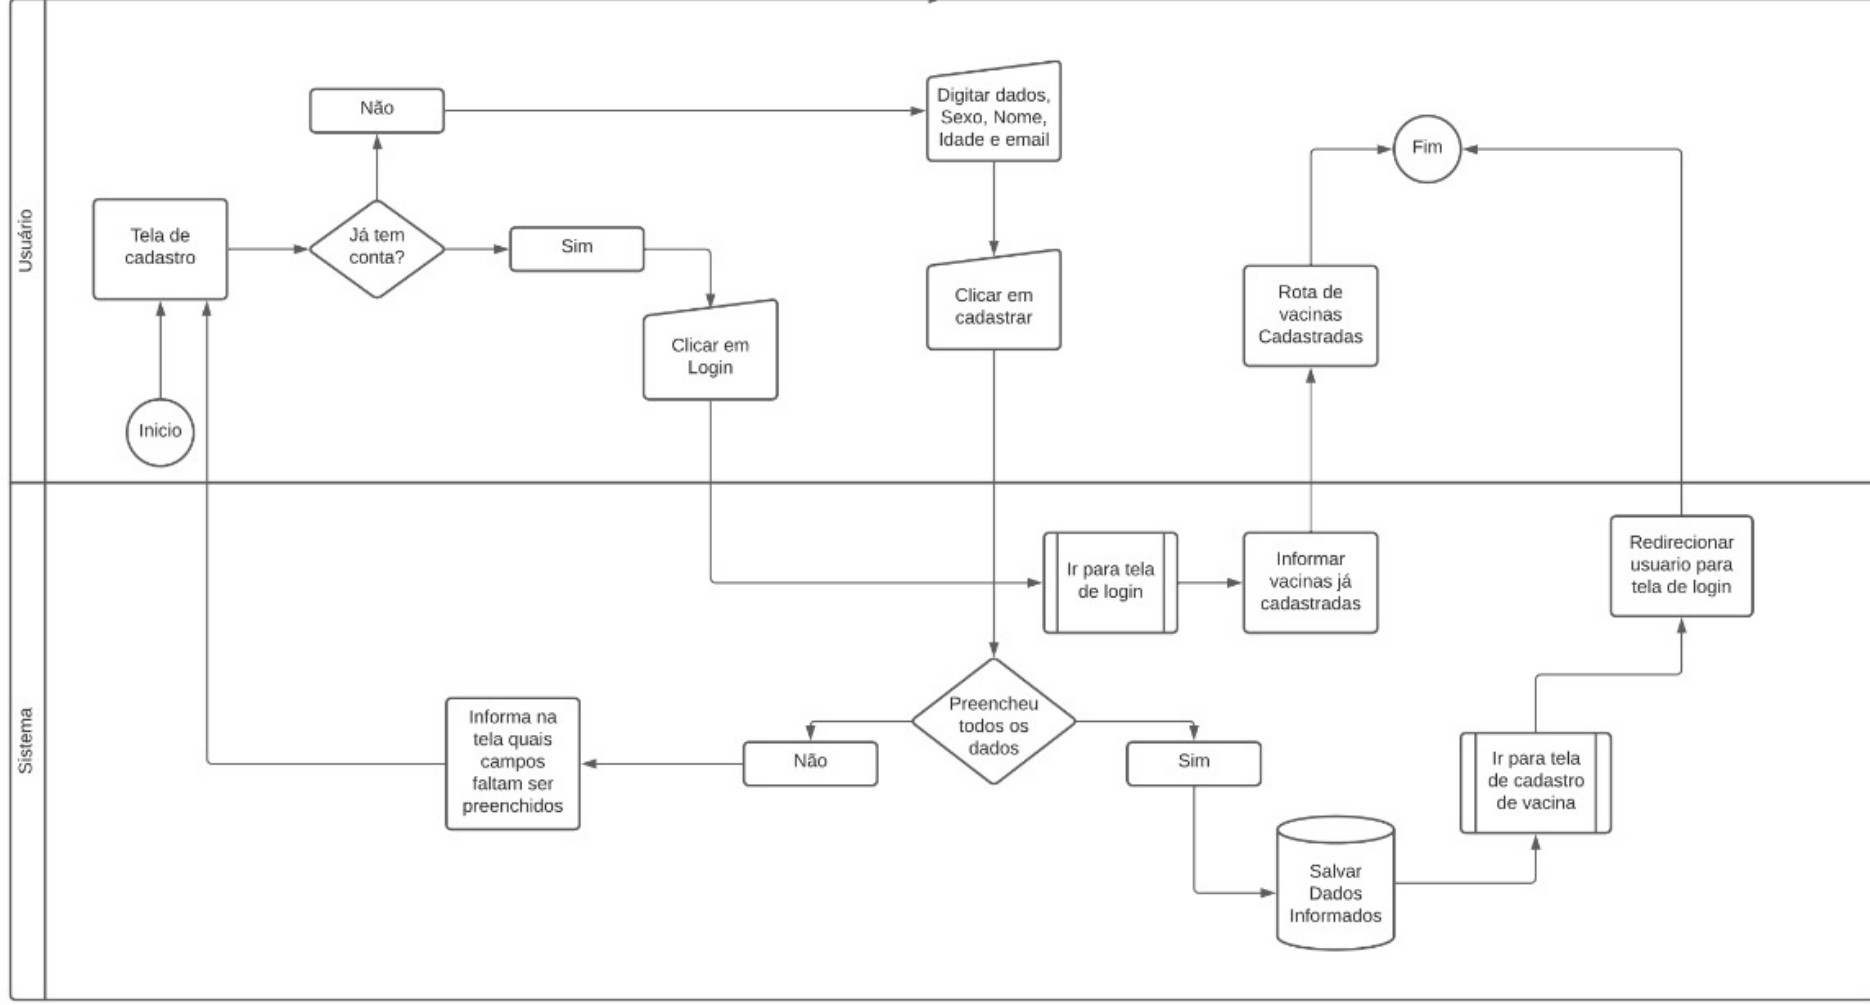 Usuário
Não
Digitar dados,
Sexo, Nome,
Idade e email
Fim
Tela de
cadastro
Já tem
conta?
Sim
Clicar em
Login
Clicar em
cadastrar
Rota de
vacinas
Cadastradas
Inicio
Sistema
Ir para tela
de login
Informar
vacinas já
cadastradas
Redirecionar
usuario para
tela de login
Preencheu
todos os
dados
Informa na
tela quais
campos
faltam ser
preenchidos
Não
Sim
Ir para tela
de cadastro
de vacina
Salvar
Dados
Informados